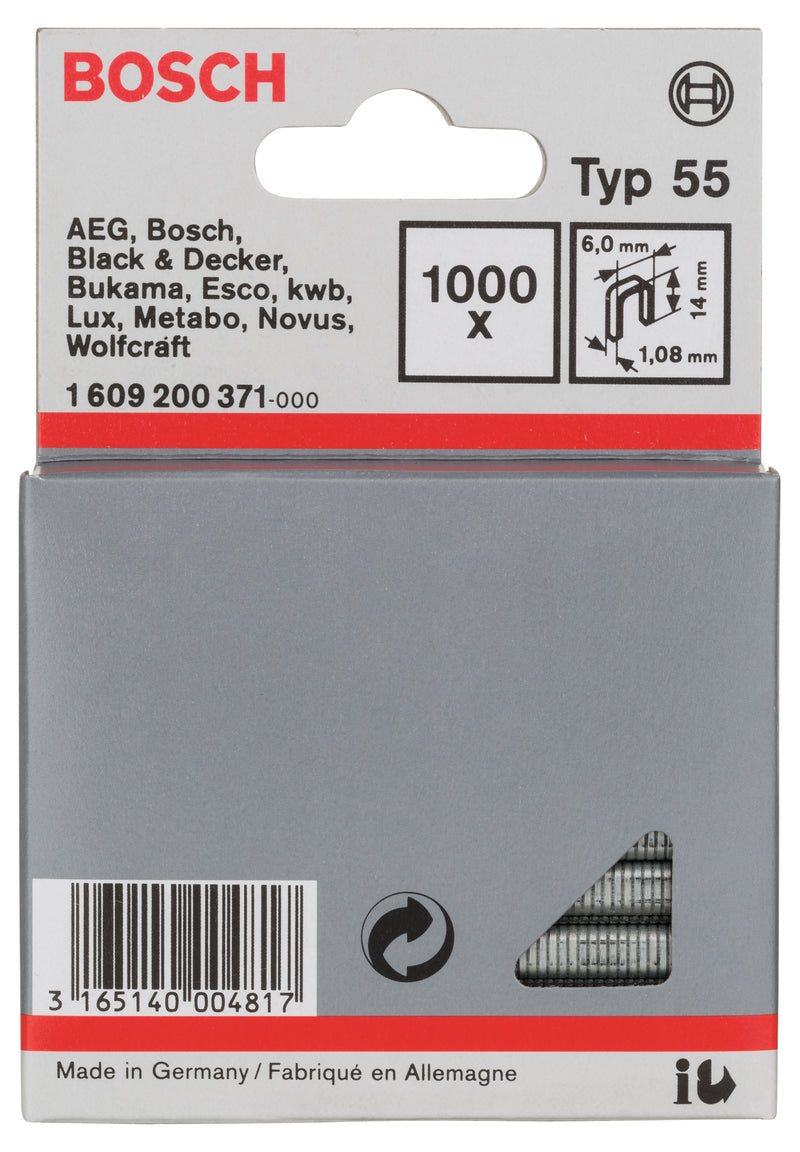 BOSCH
Typ 55
AEG, Bosch,
Black & Decker,
Bukama, Esco, kwb,
Lux, Metabo, Novus,
Wolfcraft
1 609 200 371-000
1000
x
6,0 mm
14 mm
1,08 mm
3 165140 004817
Made in Germany / Fabriqué en Allemagne